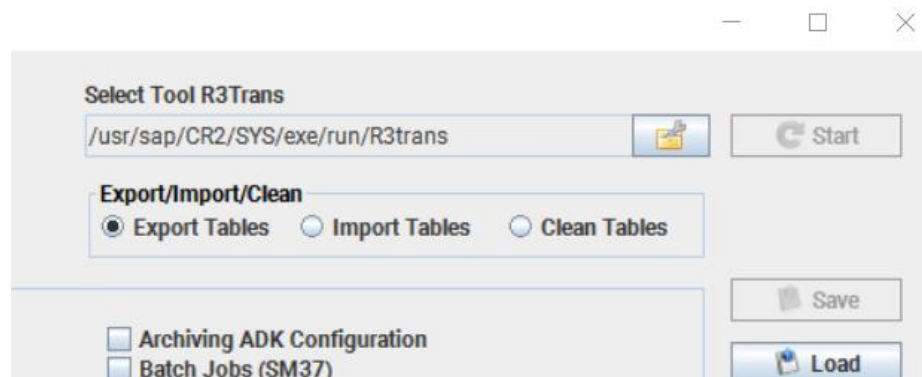 Select Tool R3Trans
/usr/sap/CR2/SYS/exe/run/R3trans
Start
Export/Import/Clean
Export Tables
Import Tables
Clean Tables
Save
Archiving ADK Configuration
Batch Jobs (SM37)
Load